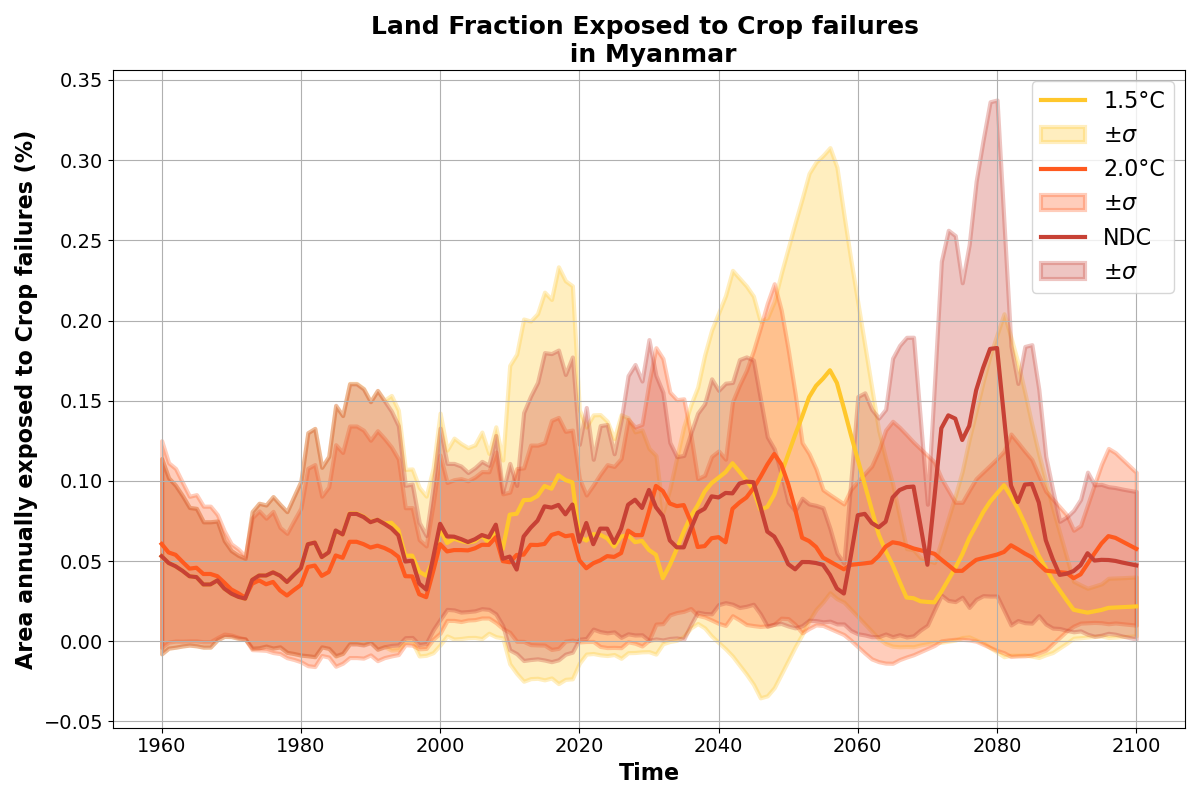 Land Fraction Exposed to Crop failures
in Myanmar
Area annually exposed to Crop failures (%)
0.35
0.30
0.25
0.20
0.15
0.10
0.05
0.00
−0.05
1.5°C
±σ
2.0°C
±σ
NDC
±σ
1960 1980 2000 2020 2040 2060 2080 2100
Time